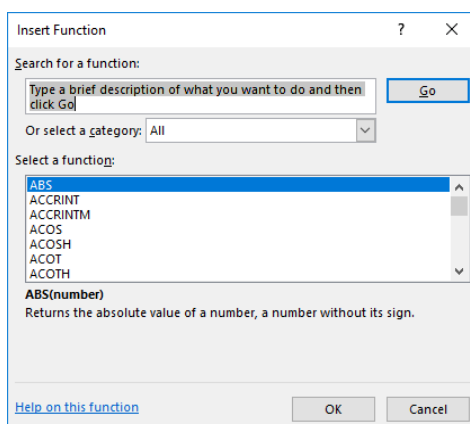 Insert Function
?
Search for a function:
Type a brief description of what you want to do and then
click Go
Go
Or select a category:
All
Select a function:
ABS
ACCRINT
ACCRINTM
ACOS
ACOSH
ACOT
ACOTH
ABS(number)
Returns the absolute value of a number, a number without its sign.
Help on this function
OK
Cancel